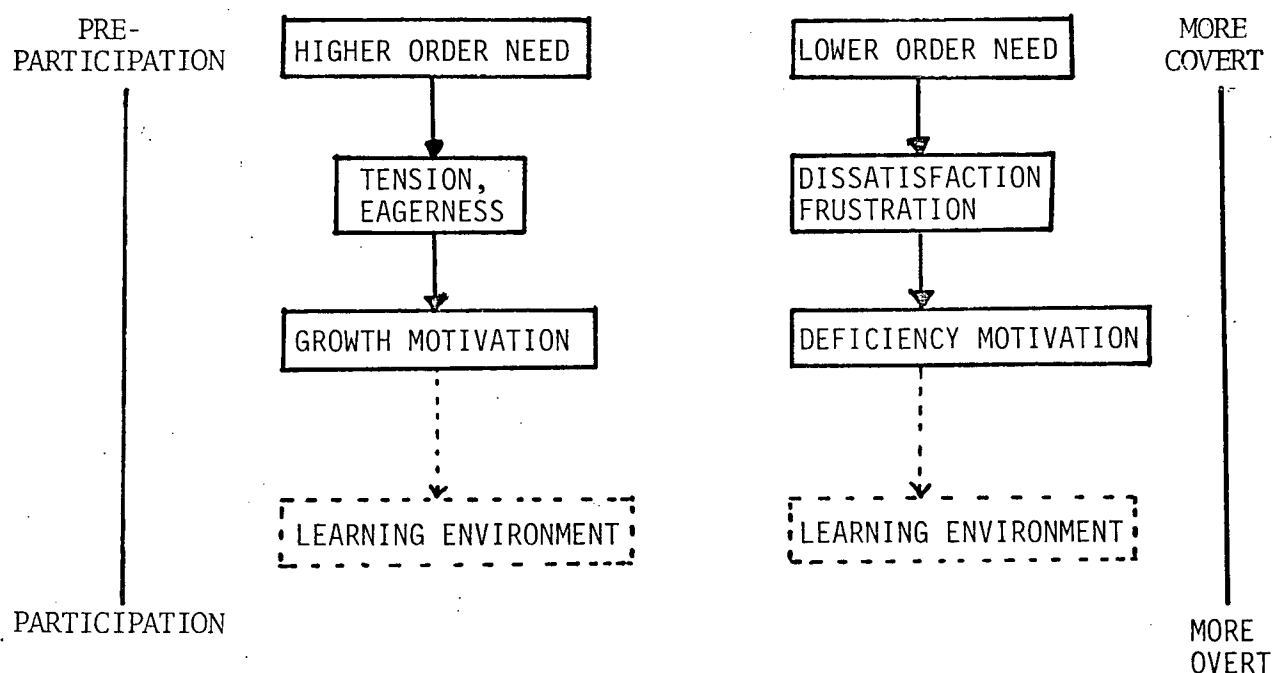 PRE-
PARTICIPATION
HIGHER ORDER NEED
LOWER ORDER NEED
MORE
COVERT
TENSION,
EAGERNESS
DISSATISFACTION
FRUSTRATION
GROWTH MOTIVATION
DEFICIENCY MOTIVATION
LEARNING ENVIRONMENT
LEARNING ENVIRONMENT
PARTICIPATION
MORE
OVERT